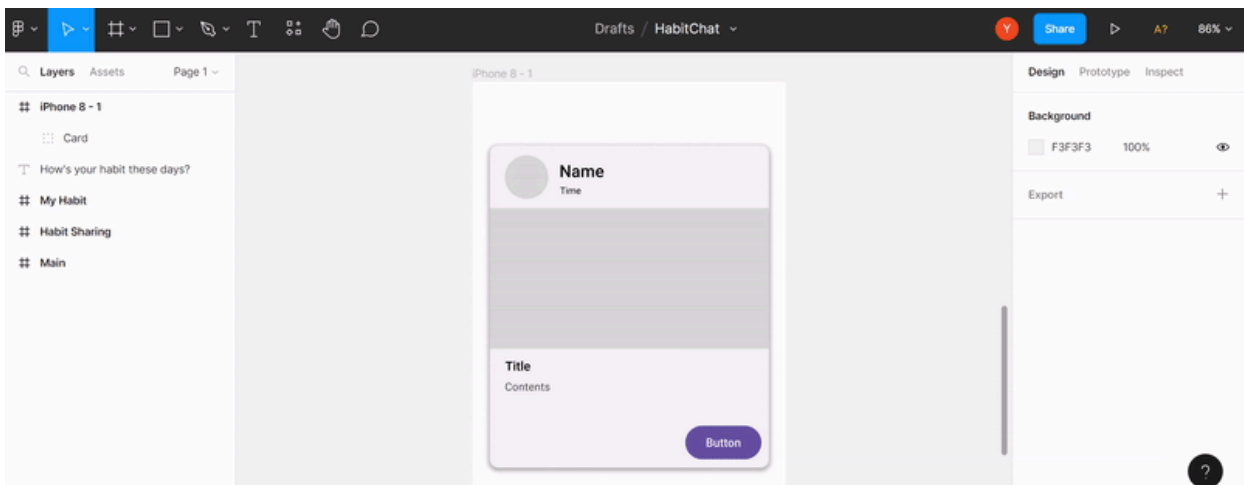 Drafts / HabitChat
Y
Share
A?
86%
Layers Assets Page 1
iPhone 8 - 1
Card
How's your habit these days?
My Habit
Habit Sharing
Main
iPhone 8 - 1
Name
Time
Title
Contents
Button
Design Prototype Inspect
Background
F3F3F3 100%
Export
?